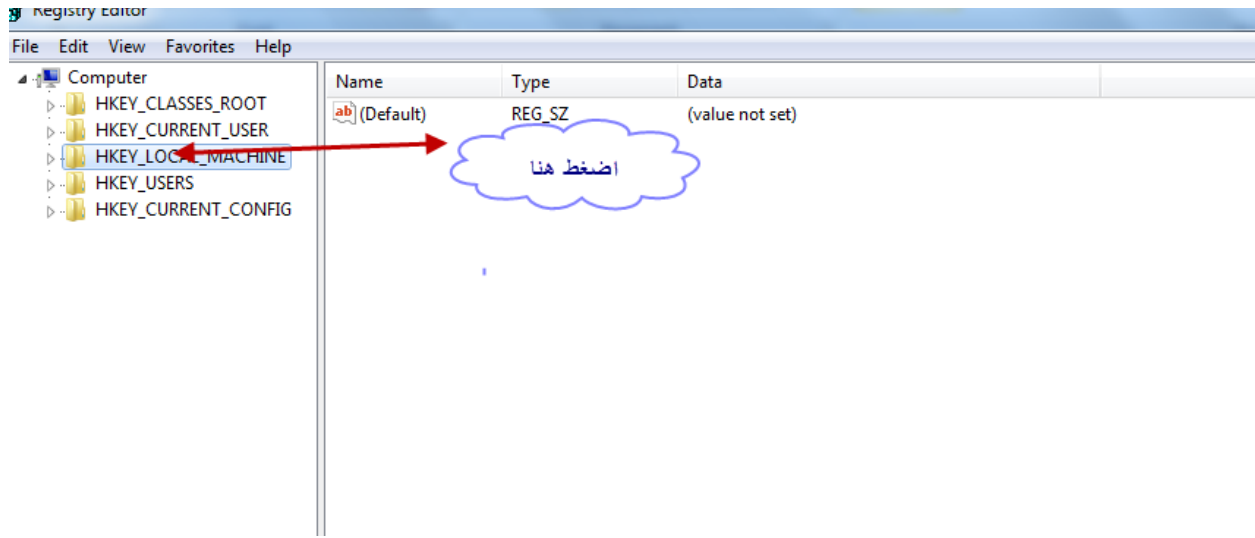 Registry Editor
File Edit View Favorites Help
Computer
HKEY_CLASSES_ROOT
HKEY_CURRENT_USER
HKEY_LOCAL_MACHINE
HKEY_USERS
HKEY_CURRENT_CONFIG
Name Type Data
ab (Default) REG_SZ (value not set)
اضغط هنا